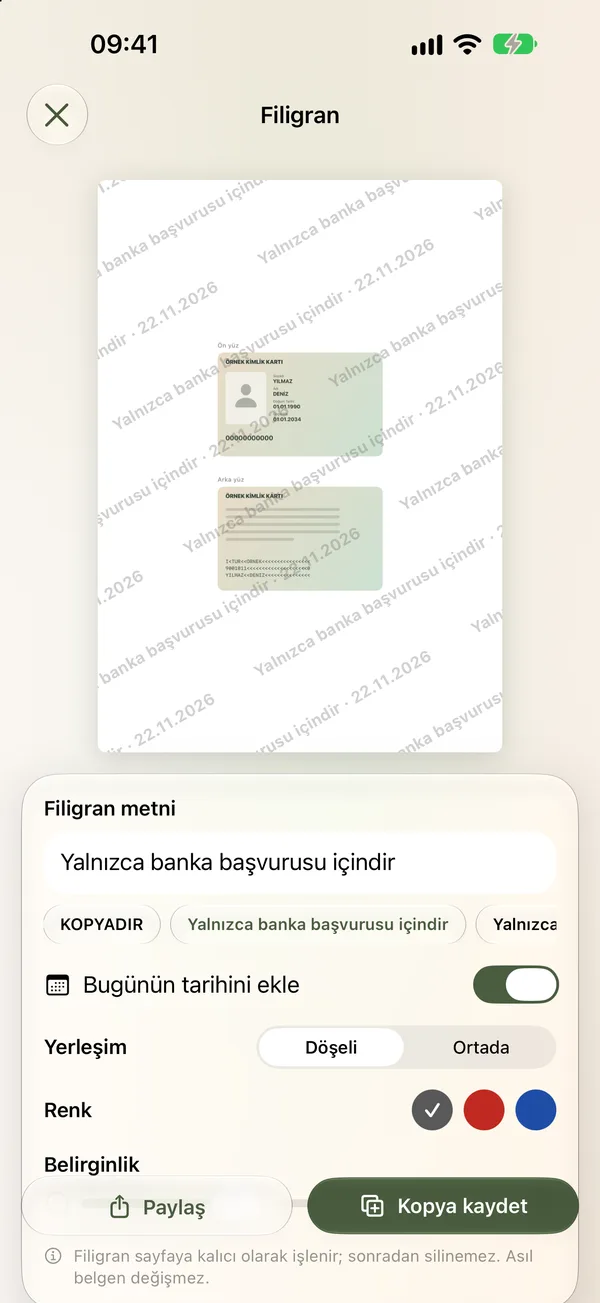 09:41
Filigran
Yalnızca banka başvurusu içindir · 22.11.2026
Ön yüz
ÖRNEK KİMLİK KARTI
YILMAZ
DENİZ
01.01.1990
01.01.2034
00000000000
Arka yüz
ÖRNEK KİMLİK KARTI
Filigran metni
Yalnızca banka başvurusu içindir
KOPYADIR
Yalnızca banka başvurusu içindir
Yalnızca
Bugünün tarihini ekle
Yerleşim
Döşeli
Ortada
Renk
Belirginlik
Paylaş
Kopya kaydet
Filigran sayfaya kalıcı olarak işlenir; sonradan silinemez. Asıl
belgen değişmez.